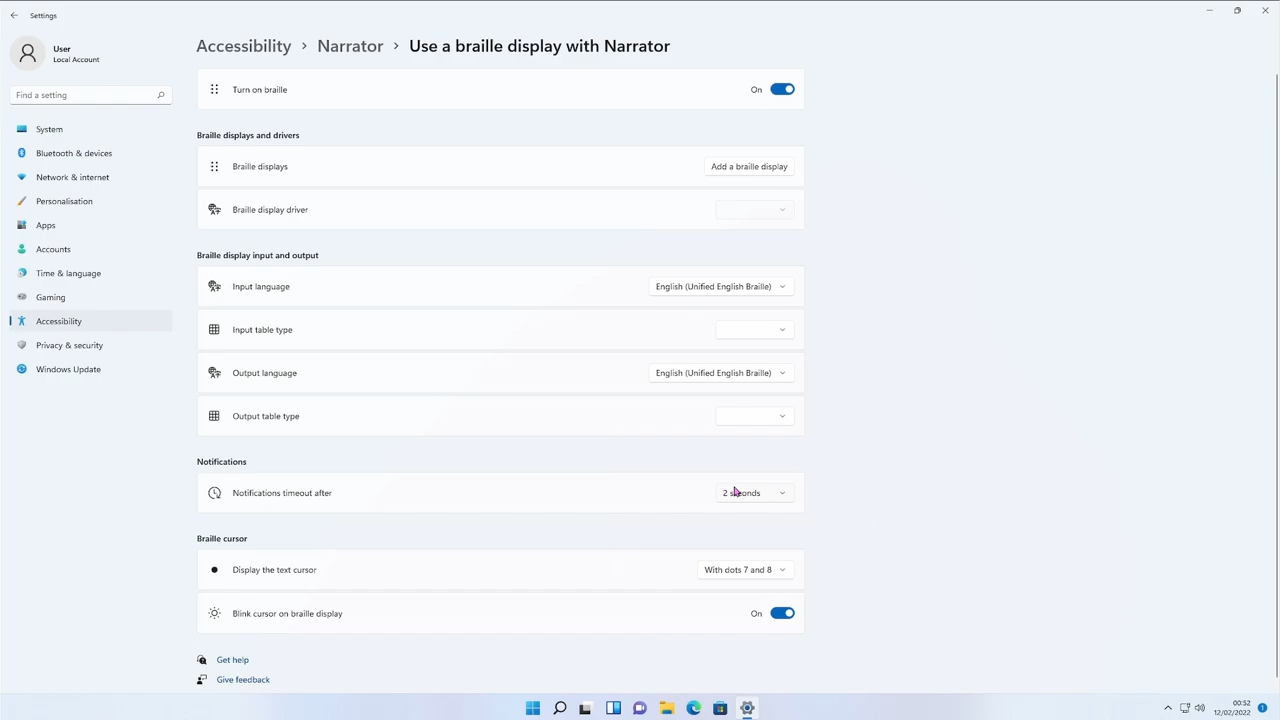 Settings
User
Local Account
Find a setting
System
Bluetooth & devices
Network & internet
Personalisation
Apps
Accounts
Time & language
Gaming
Accessibility
Privacy & security
Windows Update
Accessibility > Narrator > Use a braille display with Narrator
Turn on braille On
Braille displays and drivers
Braille displays Add a braille display
Braille display driver
Braille display input and output
Input language English (Unified English Braille)
Input table type
Output language English (Unified English Braille)
Output table type
Notifications
Notifications timeout after 2 seconds
Braille cursor
Display the text cursor With dots 7 and 8
Blink cursor on braille display On
Get help
Give feedback
00:52
12/02/2022
1